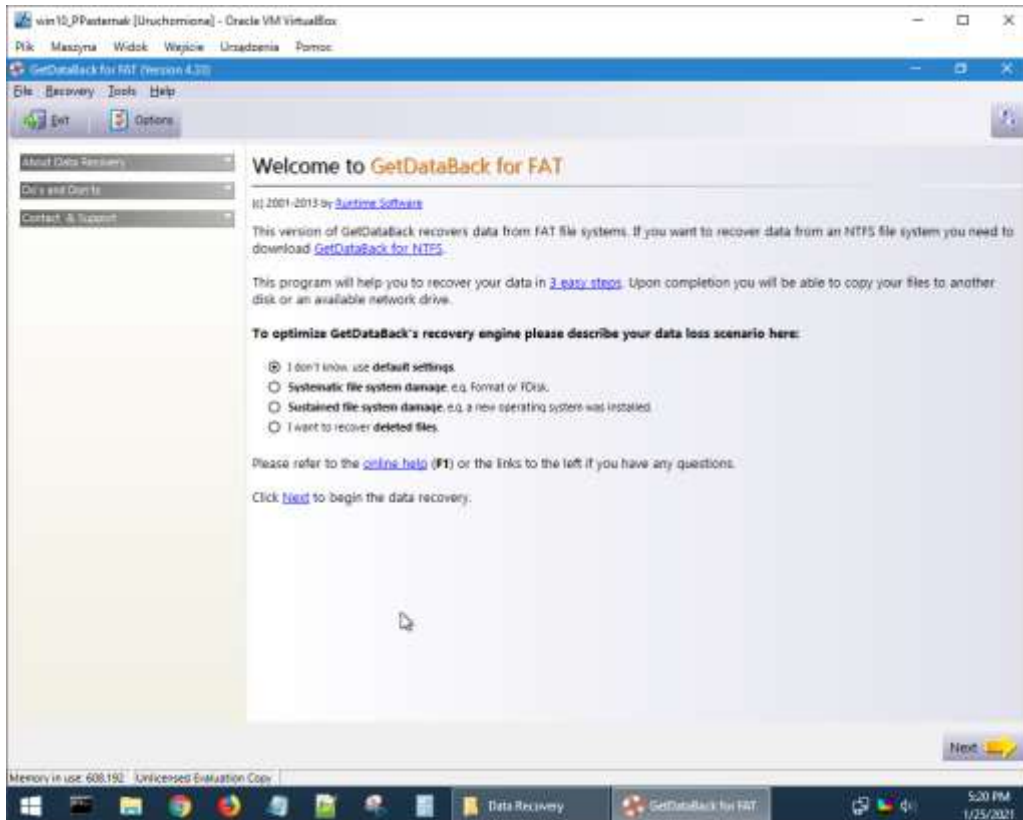 win10_PPasternak [Uruchomiona] - Oracle VM VirtualBox
Plik Maszyna Widok Wejście Urządzenia Pomoc
GetDataBack for FAT (Version 4.33)
File Recovery Tools Help
Exit Options
About Data Recovery
Do's and Don'ts
Contact & Support
Welcome to GetDataBack for FAT
(c) 2001-2013 by Runtime Software
This version of GetDataBack recovers data from FAT file systems. If you want to recover data from an NTFS file system you need to
download GetDataBack for NTFS.
This program will help you to recover your data in 3 easy steps. Upon completion you will be able to copy your files to another
disk or an available network drive.
To optimize GetDataBack's recovery engine please describe your data loss scenario here:
I don't know, use default settings.
Systematic file system damage, e.g. Format or FDisk.
Sustained file system damage, e.g. a new operating system was installed.
I want to recover deleted files.
Please refer to the online help (F1) or the links to the left if you have any questions.
Click Next to begin the data recovery.
Next
Memory in use: 608,192 Unlicensed Evaluation Copy
Data Recovery GetDataBack for FAT
5:20 PM
1/25/2021